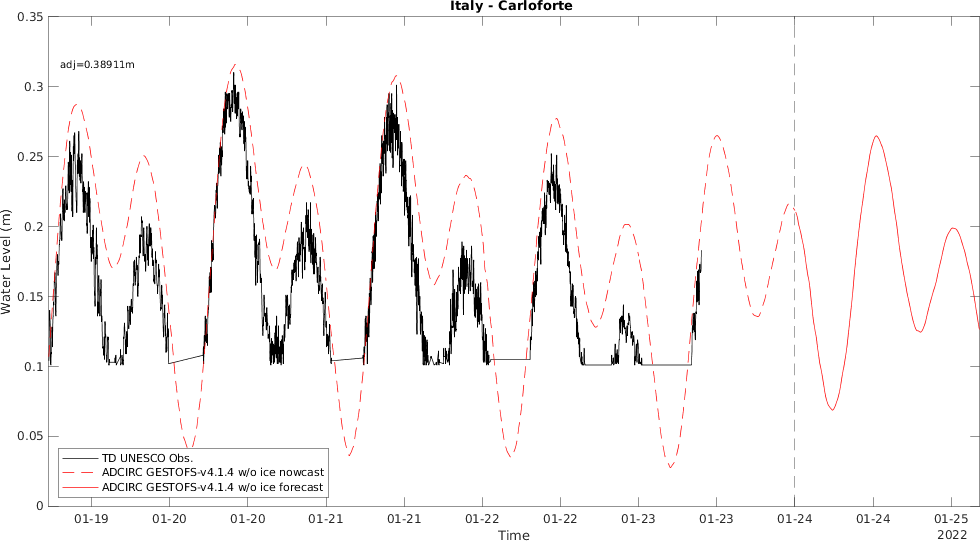 Italy - Carloforte
0.35
adj=0.38911m
0.3
0.25
0.2
0.15
0.1
0.05
0
Water Level (m)
TD UNESCO Obs.
ADCIRC GESTOFS-v4.1.4 w/o ice nowcast
ADCIRC GESTOFS-v4.1.4 w/o ice forecast
01-19 01-20 01-20 01-21 01-21 01-22 01-22 01-23 01-23 01-24 01-24 01-25
Time 2022